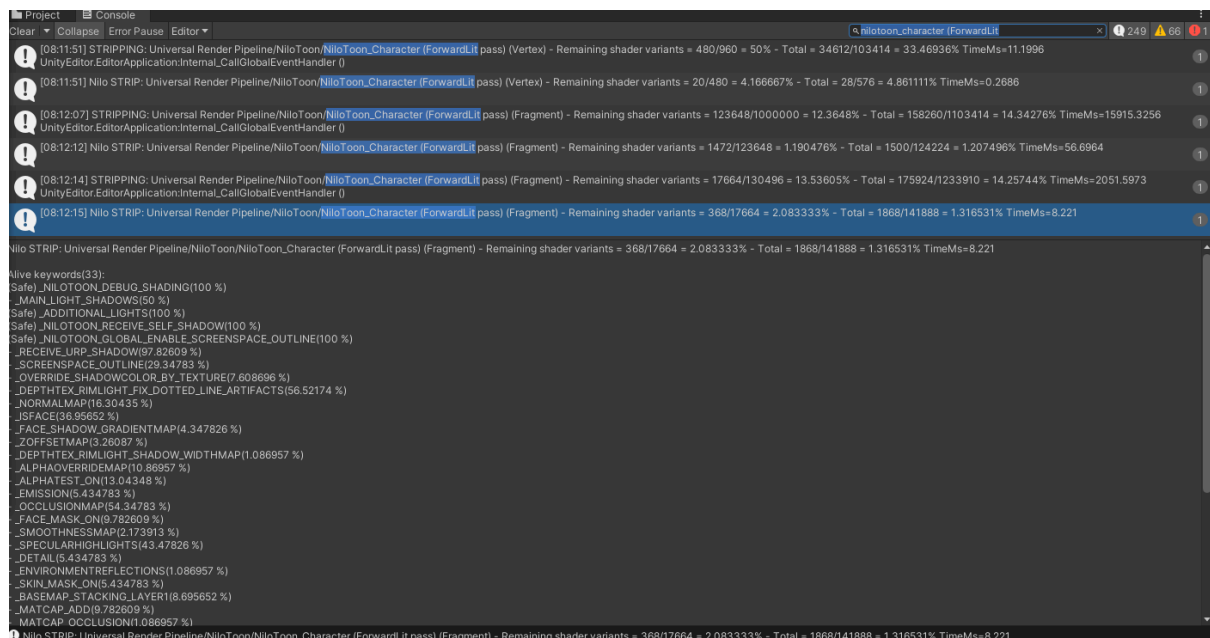 Project Console
Clear Collapse Error Pause Editor nilotoon_character (ForwardLit × 249 66 1
[08:11:51] STRIPPING: Universal Render Pipeline/NiloToon/NiloToon_Character (ForwardLit pass) (Vertex) - Remaining shader variants = 480/960 = 50% - Total = 34612/103414 = 33.46936% TimeMs=11.1996
UnityEditor.EditorApplication:Internal_CallGlobalEventHandler ()
1
[08:11:51] Nilo STRIP: Universal Render Pipeline/NiloToon/NiloToon_Character (ForwardLit pass) (Vertex) - Remaining shader variants = 20/480 = 4.166667% - Total = 28/576 = 4.861111% TimeMs=0.2686
1
[08:12:07] STRIPPING: Universal Render Pipeline/NiloToon/NiloToon_Character (ForwardLit pass) (Fragment) - Remaining shader variants = 123648/1000000 = 12.3648% - Total = 158260/1103414 = 14.34276% TimeMs=15915.3256
UnityEditor.EditorApplication:Internal_CallGlobalEventHandler ()
1
[08:12:12] Nilo STRIP: Universal Render Pipeline/NiloToon/NiloToon_Character (ForwardLit pass) (Fragment) - Remaining shader variants = 1472/123648 = 1.190476% - Total = 1500/124224 = 1.207496% TimeMs=56.6964
1
[08:12:14] STRIPPING: Universal Render Pipeline/NiloToon/NiloToon_Character (ForwardLit pass) (Fragment) - Remaining shader variants = 17664/130496 = 13.53605% - Total = 175924/1233910 = 14.25744% TimeMs=2051.5973
UnityEditor.EditorApplication:Internal_CallGlobalEventHandler ()
1
[08:12:15] Nilo STRIP: Universal Render Pipeline/NiloToon/NiloToon_Character (ForwardLit pass) (Fragment) - Remaining shader variants = 368/17664 = 2.083333% - Total = 1868/141888 = 1.316531% TimeMs=8.221
1
Nilo STRIP: Universal Render Pipeline/NiloToon/NiloToon_Character (ForwardLit pass) (Fragment) - Remaining shader variants = 368/17664 = 2.083333% - Total = 1868/141888 = 1.316531% TimeMs=8.221
Alive keywords(33):
(Safe) _NILOTOON_DEBUG_SHADING(100 %)
- _MAIN_LIGHT_SHADOWS(50 %)
(Safe) _ADDITIONAL_LIGHTS(100 %)
(Safe) _NILOTOON_RECEIVE_SELF_SHADOW(100 %)
(Safe) _NILOTOON_GLOBAL_ENABLE_SCREENSPACE_OUTLINE(100 %)
- _RECEIVE_URP_SHADOW(97.82609 %)
- _SCREENSPACE_OUTLINE(29.34783 %)
- _OVERRIDE_SHADOWCOLOR_BY_TEXTURE(7.608696 %)
- _DEPTHTEX_RIMLIGHT_FIX_DOTTED_LINE_ARTIFACTS(56.52174 %)
- _NORMALMAP(16.30435 %)
- _ISFACE(36.95652 %)
- _FACE_SHADOW_GRADIENTMAP(4.347826 %)
- _ZOFFSETMAP(3.26087 %)
- _DEPTHTEX_RIMLIGHT_SHADOW_WIDTHMAP(1.086957 %)
- _ALPHAOVERRIDEMAP(10.86957 %)
- _ALPHATEST_ON(13.04348 %)
- _EMISSION(5.434783 %)
- _OCCLUSIONMAP(54.34783 %)
- _FACE_MASK_ON(9.782609 %)
- _SMOOTHNESSMAP(2.173913 %)
- _SPECULARHIGHLIGHTS(43.47826 %)
- _DETAIL(5.434783 %)
- _ENVIRONMENTREFLECTIONS(1.086957 %)
- _SKIN_MASK_ON(5.434783 %)
- _BASEMAP_STACKING_LAYER1(8.695652 %)
- _MATCAP_ADD(9.782609 %)
- _MATCAP_OCCLUSION(1.086957 %)
Nilo STRIP: Universal Render Pipeline/NiloToon/NiloToon_Character (ForwardLit pass) (Fragment) - Remaining shader variants = 368/17664 = 2.083333% - Total = 1868/141888 = 1.316531% TimeMs=8.221